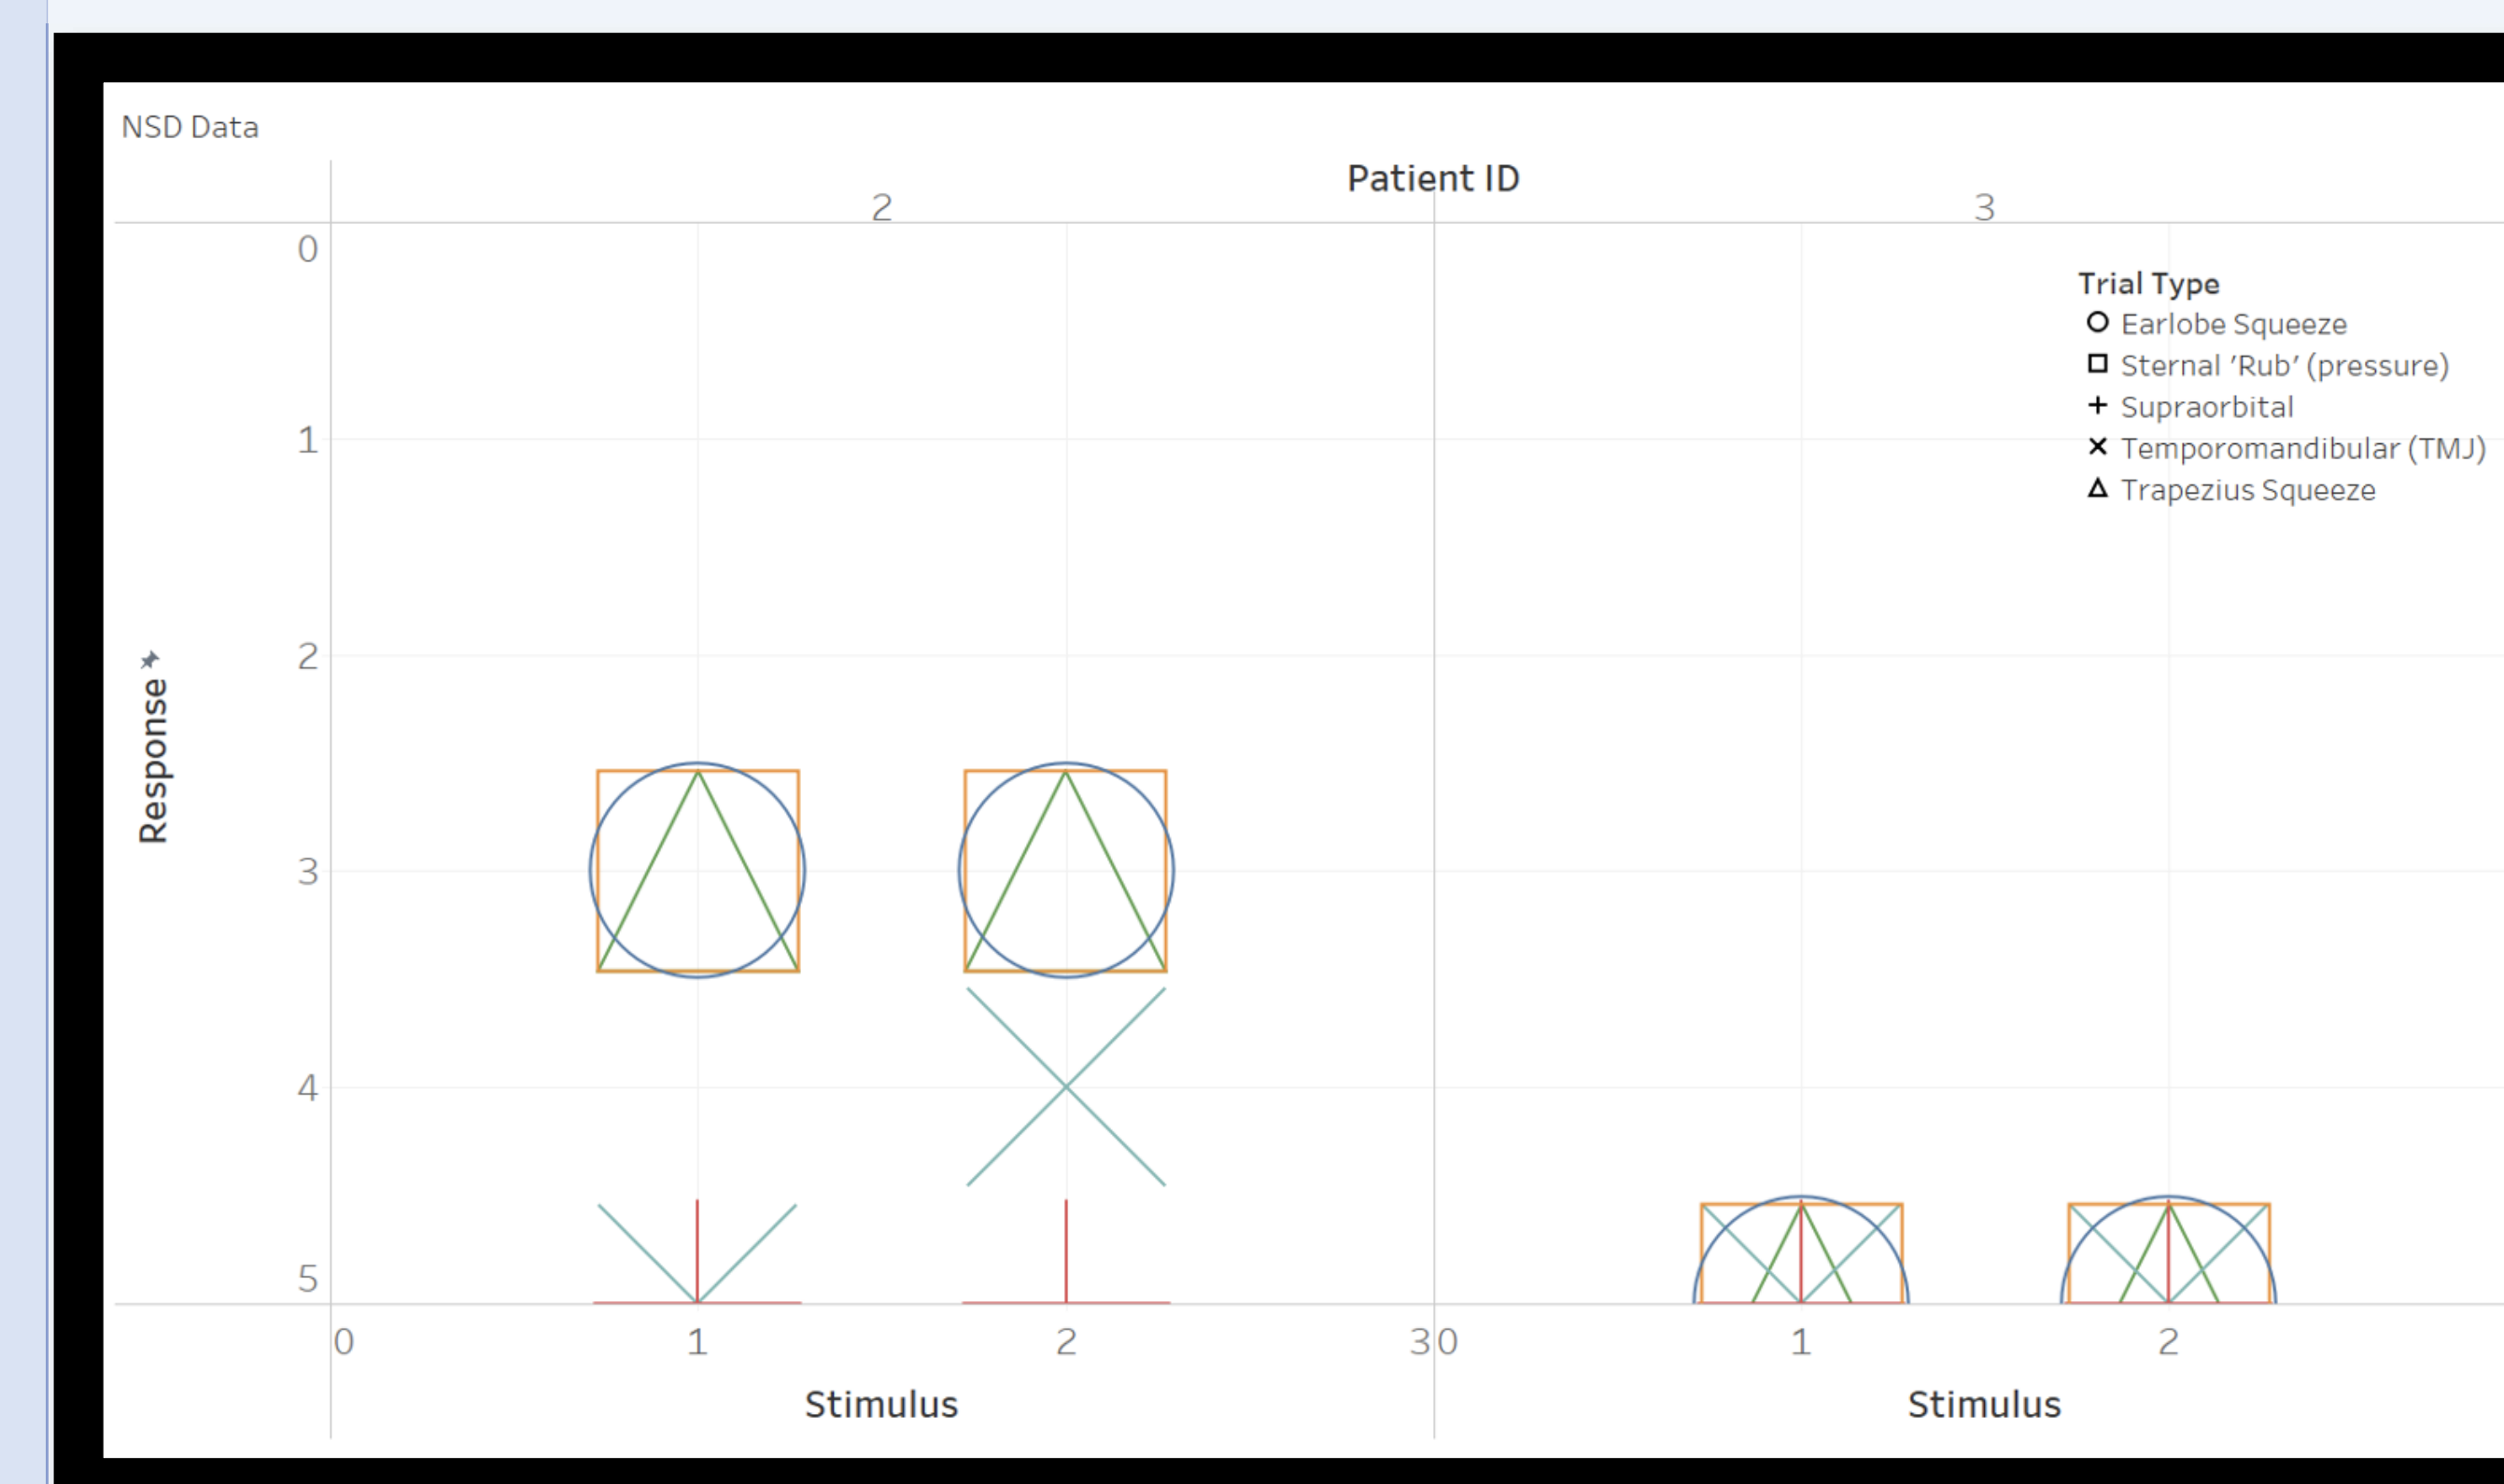 NSD Data
Patient ID
2
3
0
Trial Type
Earlobe Squeeze
Sternal 'Rub' (pressure)
1
Supraorbital
Temporomandibular (TMJ)
Trapezius Squeeze
2
Response
3
4
5
0
1
2
3 0
1
2
Stimulus
Stimulus